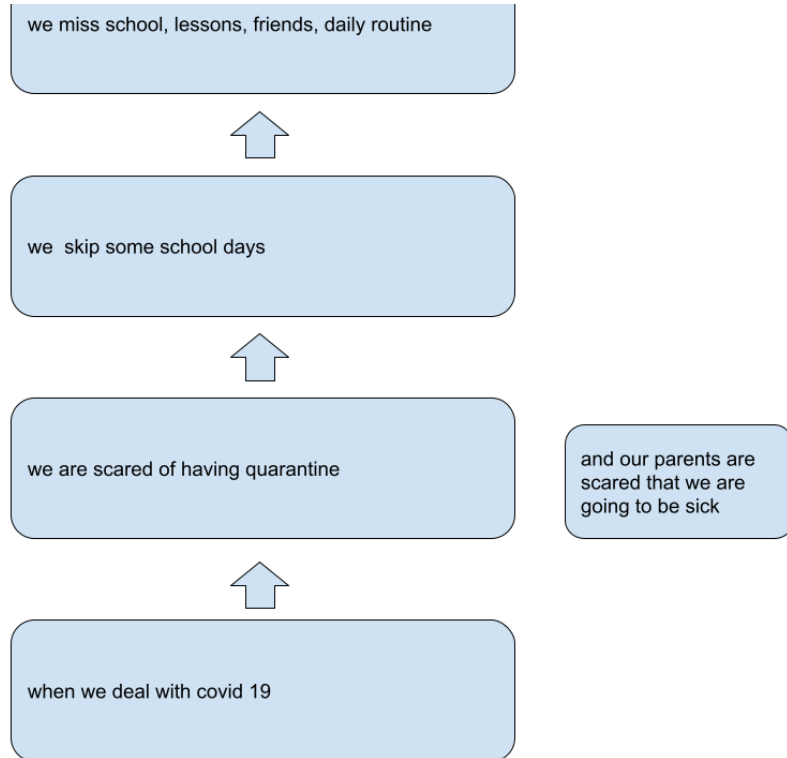 we miss school, lessons, friends, daily routine
we  skip some school days
we are scared of having quarantine
and our parents are
scared that we are
going to be sick
when we deal with covid 19